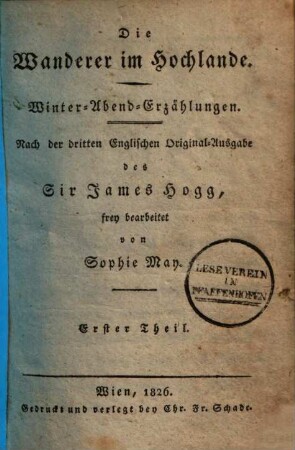 Die
Wanderer im Hochlande.
Winter-Abend-Erzählungen.
Nach der dritten Englischen Original-Ausgabe
des
Sir James Hogg,
frey bearbeitet
von
Sophie May.
LESEVEREIN
IN
PFAFFENHOFEN
Erster Theil.
Wien, 1826.
Gedruckt und verlegt bey Chr. Fr. Schade.